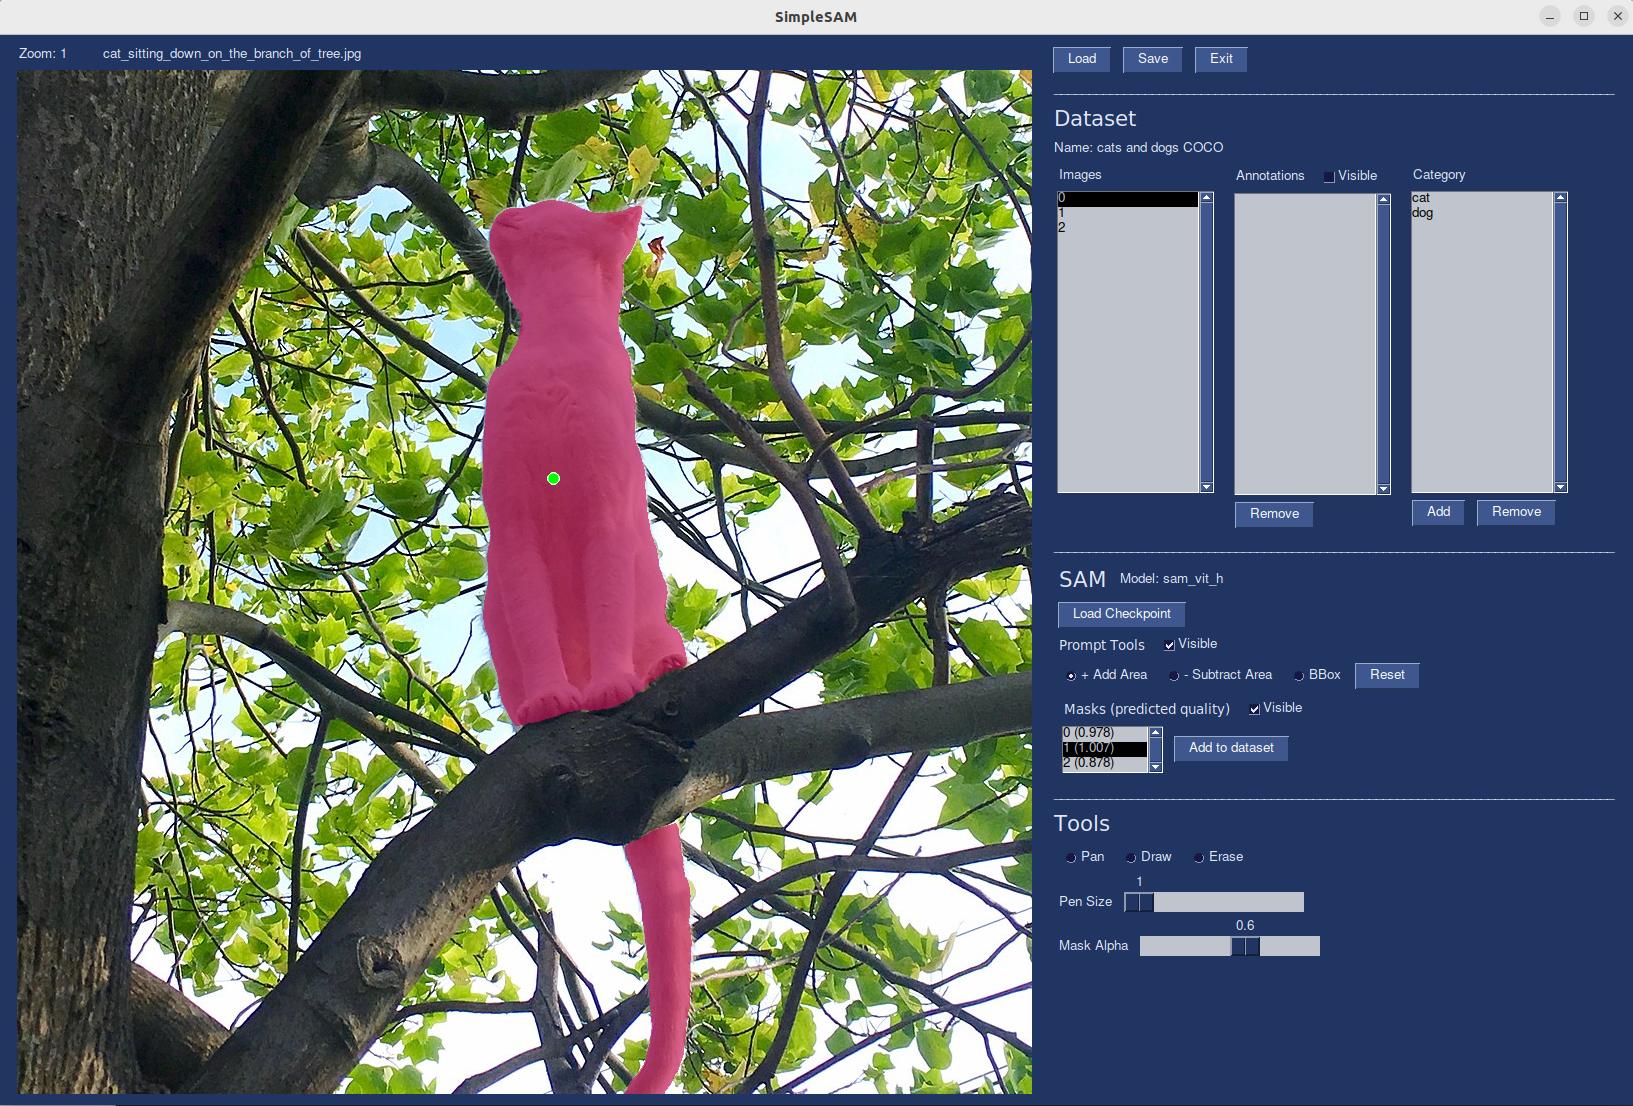 SimpleSAM
Zoom: 1 cat_sitting_down_on_the_branch_of_tree.jpg
Load Save Exit
Dataset
Name: cats and dogs COCO
Images Annotations Visible Category
0
1
2
cat
dog
Remove
Add Remove
SAM Model: sam_vit_h
Load Checkpoint
Prompt Tools Visible
+ Add Area - Subtract Area BBox Reset
Masks (predicted quality) Visible
0 (0.978)
1 (1.007)
2 (0.878)
Add to dataset
Tools
Pan Draw Erase
1
Pen Size
0.6
Mask Alpha